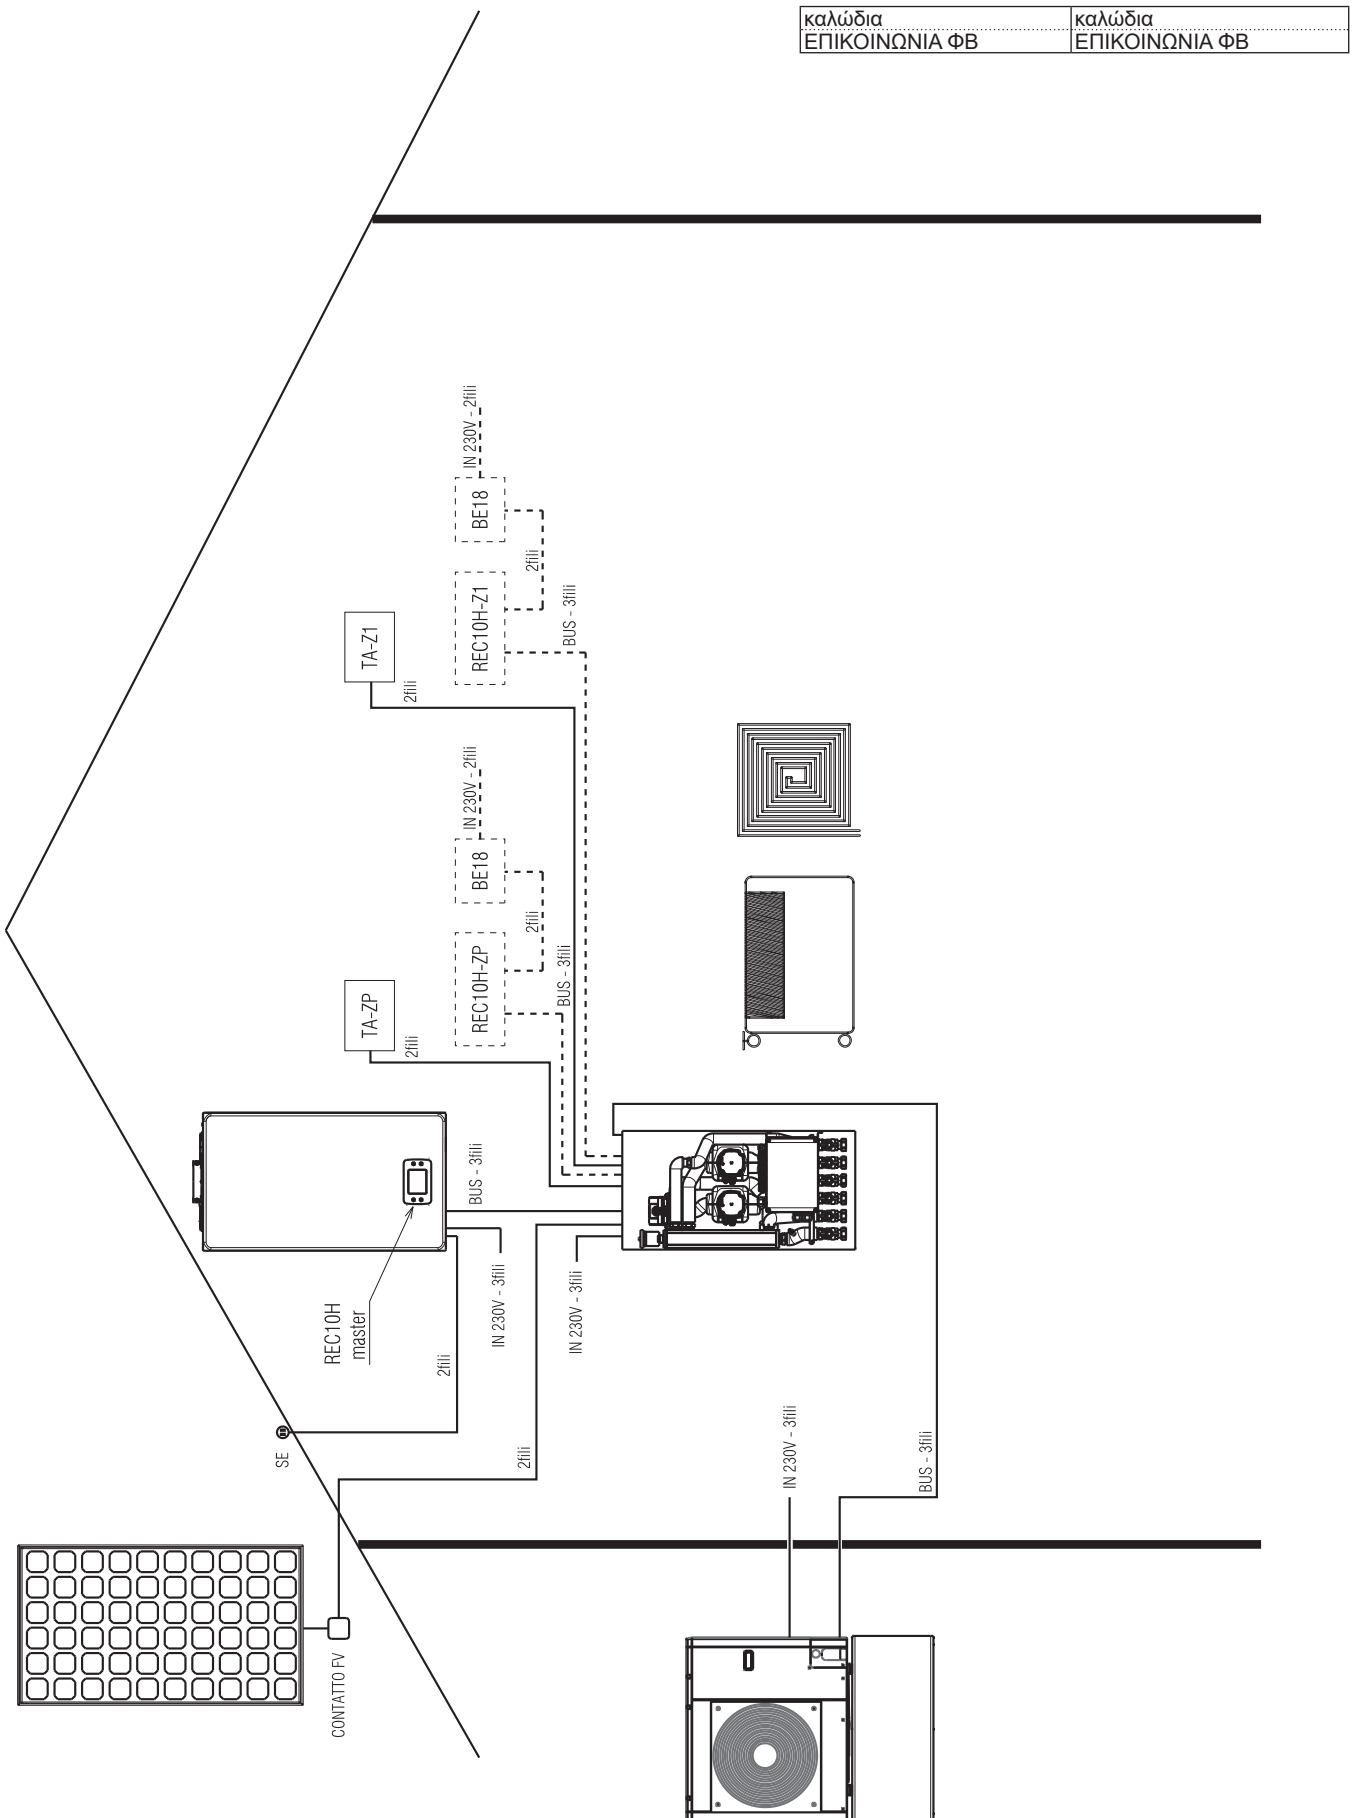 καλώδια καλώδια
ΕΠΙΚΟΙΝΩΝΙΑ ΦΒ ΕΠΙΚΟΙΝΩΝΙΑ ΦΒ
IN 230V - 2fili
BE18
2fili
REC10H-Z1
BUS - 3fili
TA-Z1
2fili
IN 230V - 2fili
BE18
2fili
REC10H-ZP
BUS - 3fili
TA-ZP
2fili
BUS - 3fili
IN 230V - 3fili
IN 230V - 3fili
REC10H
master
2fili
SE
2fili
IN 230V - 3fili
BUS - 3fili
CONTATTO FV